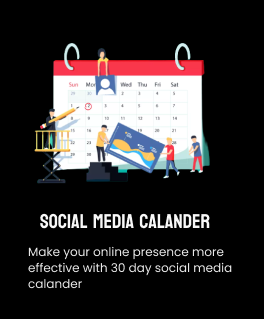 Sun Mon Wed Thu Fri Sat
SOCIAL MEDIA CALANDER
Make your online presence more
effective with 30 day social media
calander